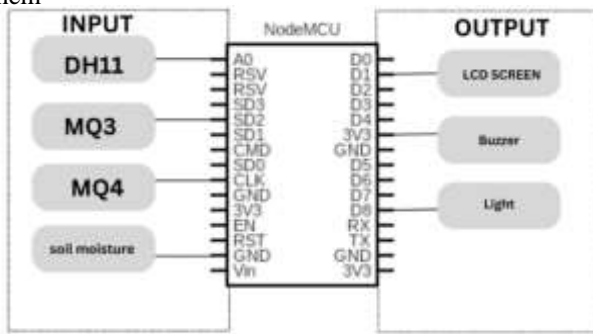 INPUT
DH11
MQ3
MQ4
soil moisture
NodeMCU
A0
RSV
RSV
SD3
SD2
SD1
CMD
SD0
CLK
GND
3V3
EN
RST
GND
Vin
D0
D1
D2
D3
D4
3V3
GND
D5
D6
D7
D8
RX
TX
GND
3V3
OUTPUT
LCD SCREEN
Buzzer
Light